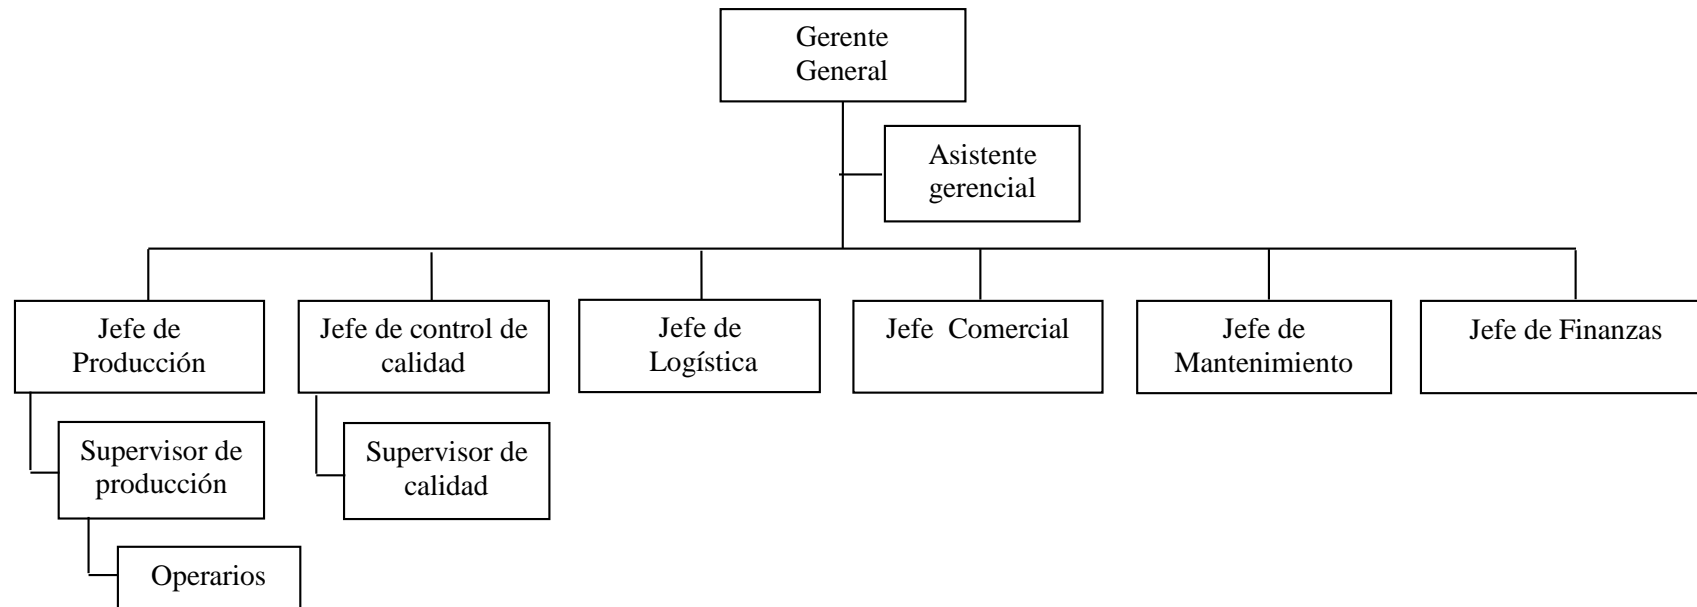 Gerente
General
Asistente
gerencial
Jefe de
Producción
Jefe de control de
calidad
Jefe de
Logística
Jefe  Comercial
Jefe de
Mantenimiento
Jefe de Finanzas
Supervisor de
producción
Supervisor de
calidad
Operarios